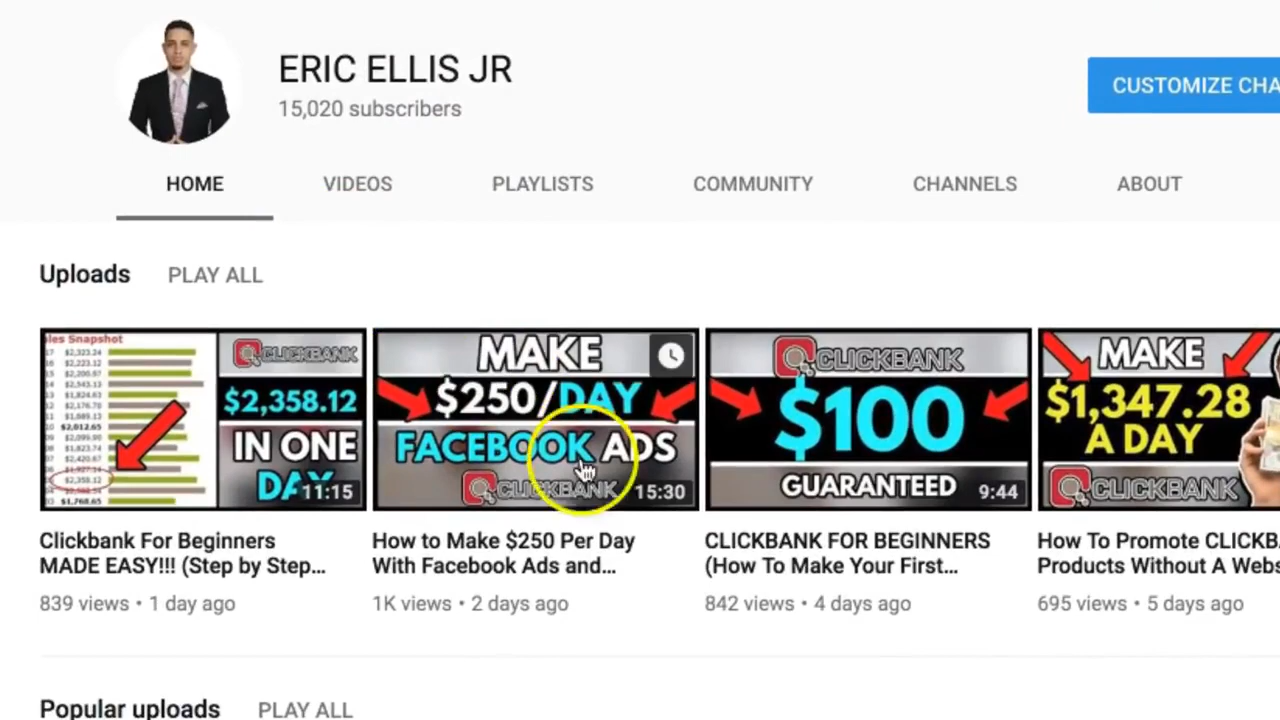 ERIC ELLIS JR
15,020 subscribers
CUSTOMIZE CHA
HOME VIDEOS PLAYLISTS COMMUNITY CHANNELS ABOUT
Uploads PLAY ALL
les Snapshot
CLICKBANK
$2,358.12
IN ONE
11:15
MAKE
$250/DAY
FACEBOOK ADS
CLICKBANK
15:30
CLICKBANK
$100
GUARANTEED
9:44
MAKE
$1,347.28
A DAY
CLICKBANK
Clickbank For Beginners
MADE EASY!!! (Step by Step...
839 views • 1 day ago
How to Make $250 Per Day
With Facebook Ads and...
1K views • 2 days ago
CLICKBANK FOR BEGINNERS
(How To Make Your First...
842 views • 4 days ago
How To Promote CLICKB
Products Without A Webs
695 views • 5 days ago
Popular uploads PLAY ALL